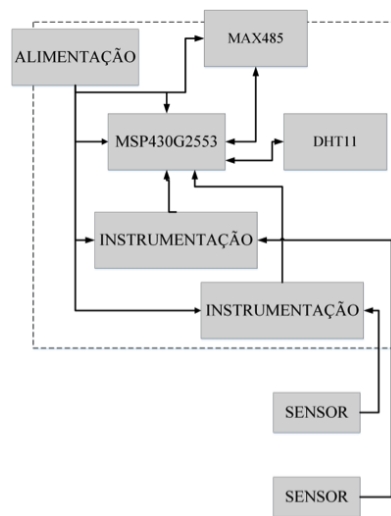 MAX485
ALIMENTAÇÃO
MSP430G2553
DHT11
INSTRUMENTAÇÃO
INSTRUMENTAÇÃO
SENSOR
SENSOR